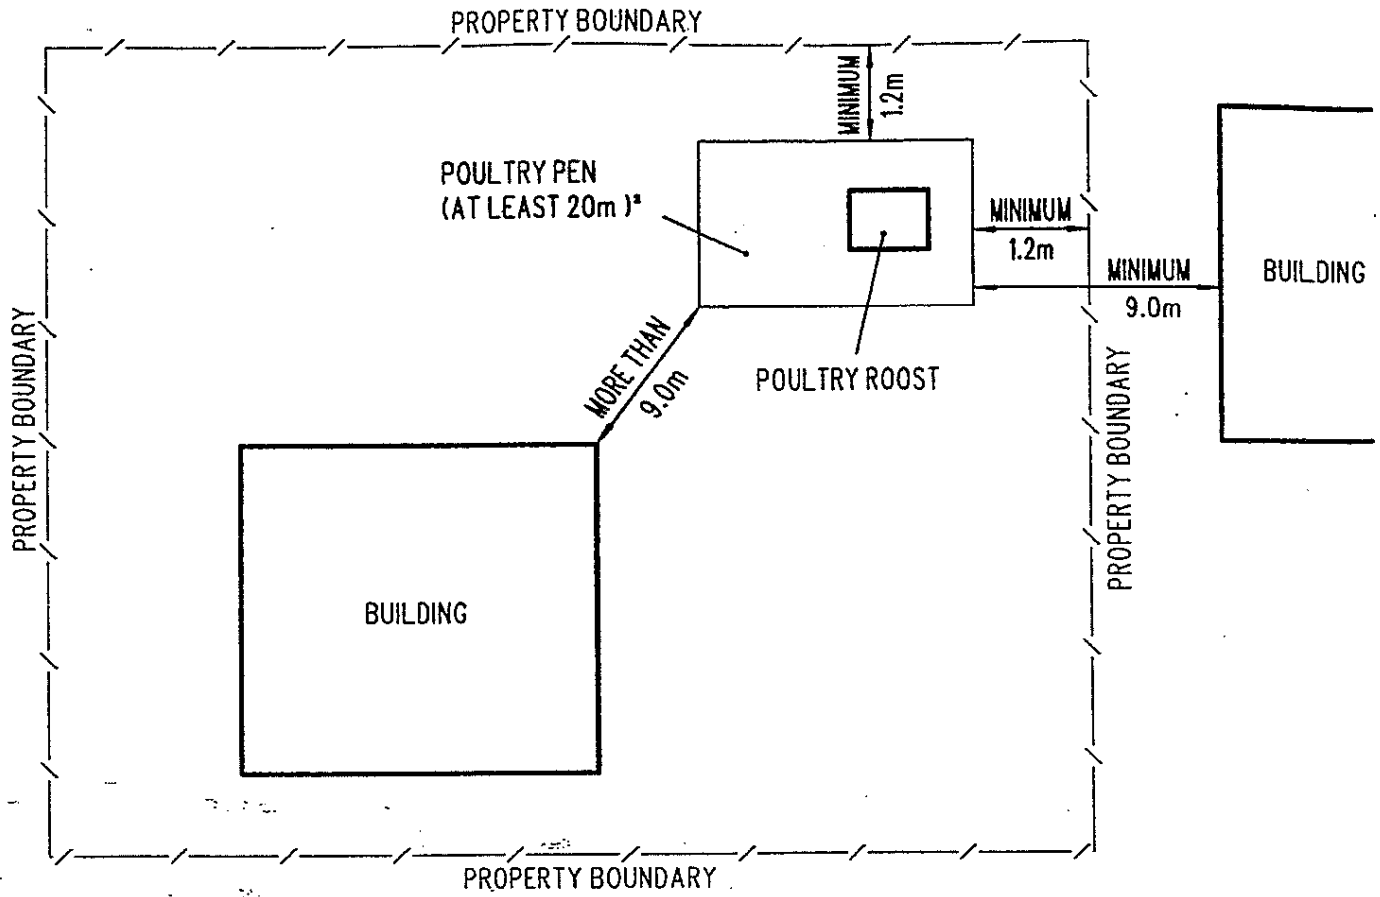 PROPERTY BOUNDARY
MINIMUM
1.2m
POULTRY PEN
(AT LEAST 20m )²
MINIMUM
1.2m
MINIMUM
9.0m
BUILDING
MORE THAN
9.0m
POULTRY ROOST
PROPERTY BOUNDARY
PROPERTY BOUNDARY
BUILDING
PROPERTY BOUNDARY